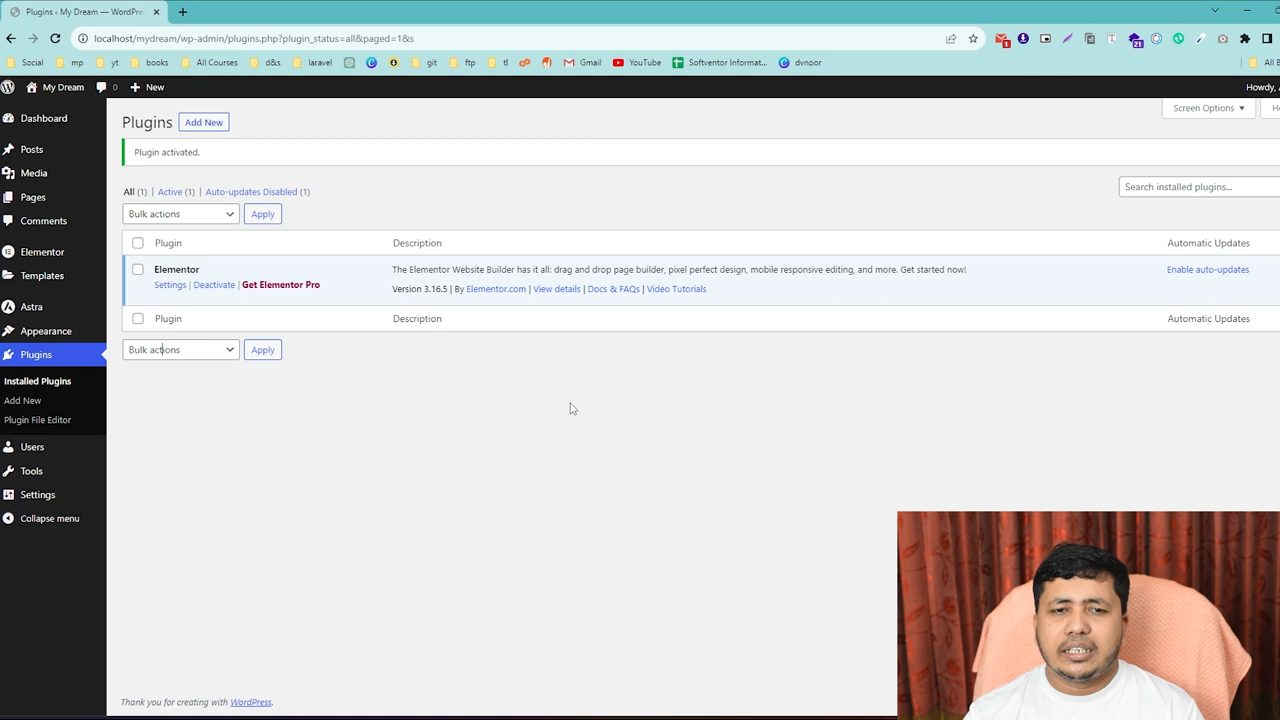 Plugins ‹ My Dream — WordPre
localhost/mydream/wp-admin/plugins.php?plugin_status=all&paged=1&s
1
21
Social mp yt books All Courses d&s laravel git ftp tl Gmail YouTube Softventor Informat... dvnoor All B
My Dream 0 New Howdy,
Dashboard
Posts
Media
Pages
Comments
Elementor
Templates
Astra
Appearance
Plugins
Installed Plugins
Add New
Plugin File Editor
Users
Tools
Settings
Collapse menu
Screen Options
Plugins Add New
Plugin activated.
All (1) | Active (1) | Auto-updates Disabled (1)
Search installed plugins...
Bulk actions Apply
Plugin Description Automatic Updates
Elementor The Elementor Website Builder has it all: drag and drop page builder, pixel perfect design, mobile responsive editing, and more. Get started now! Enable auto-updates
Settings | Deactivate | Get Elementor Pro Version 3.16.5 | By Elementor.com | View details | Docs & FAQs | Video Tutorials
Plugin Description Automatic Updates
Bulk actions Apply
Thank you for creating with WordPress.